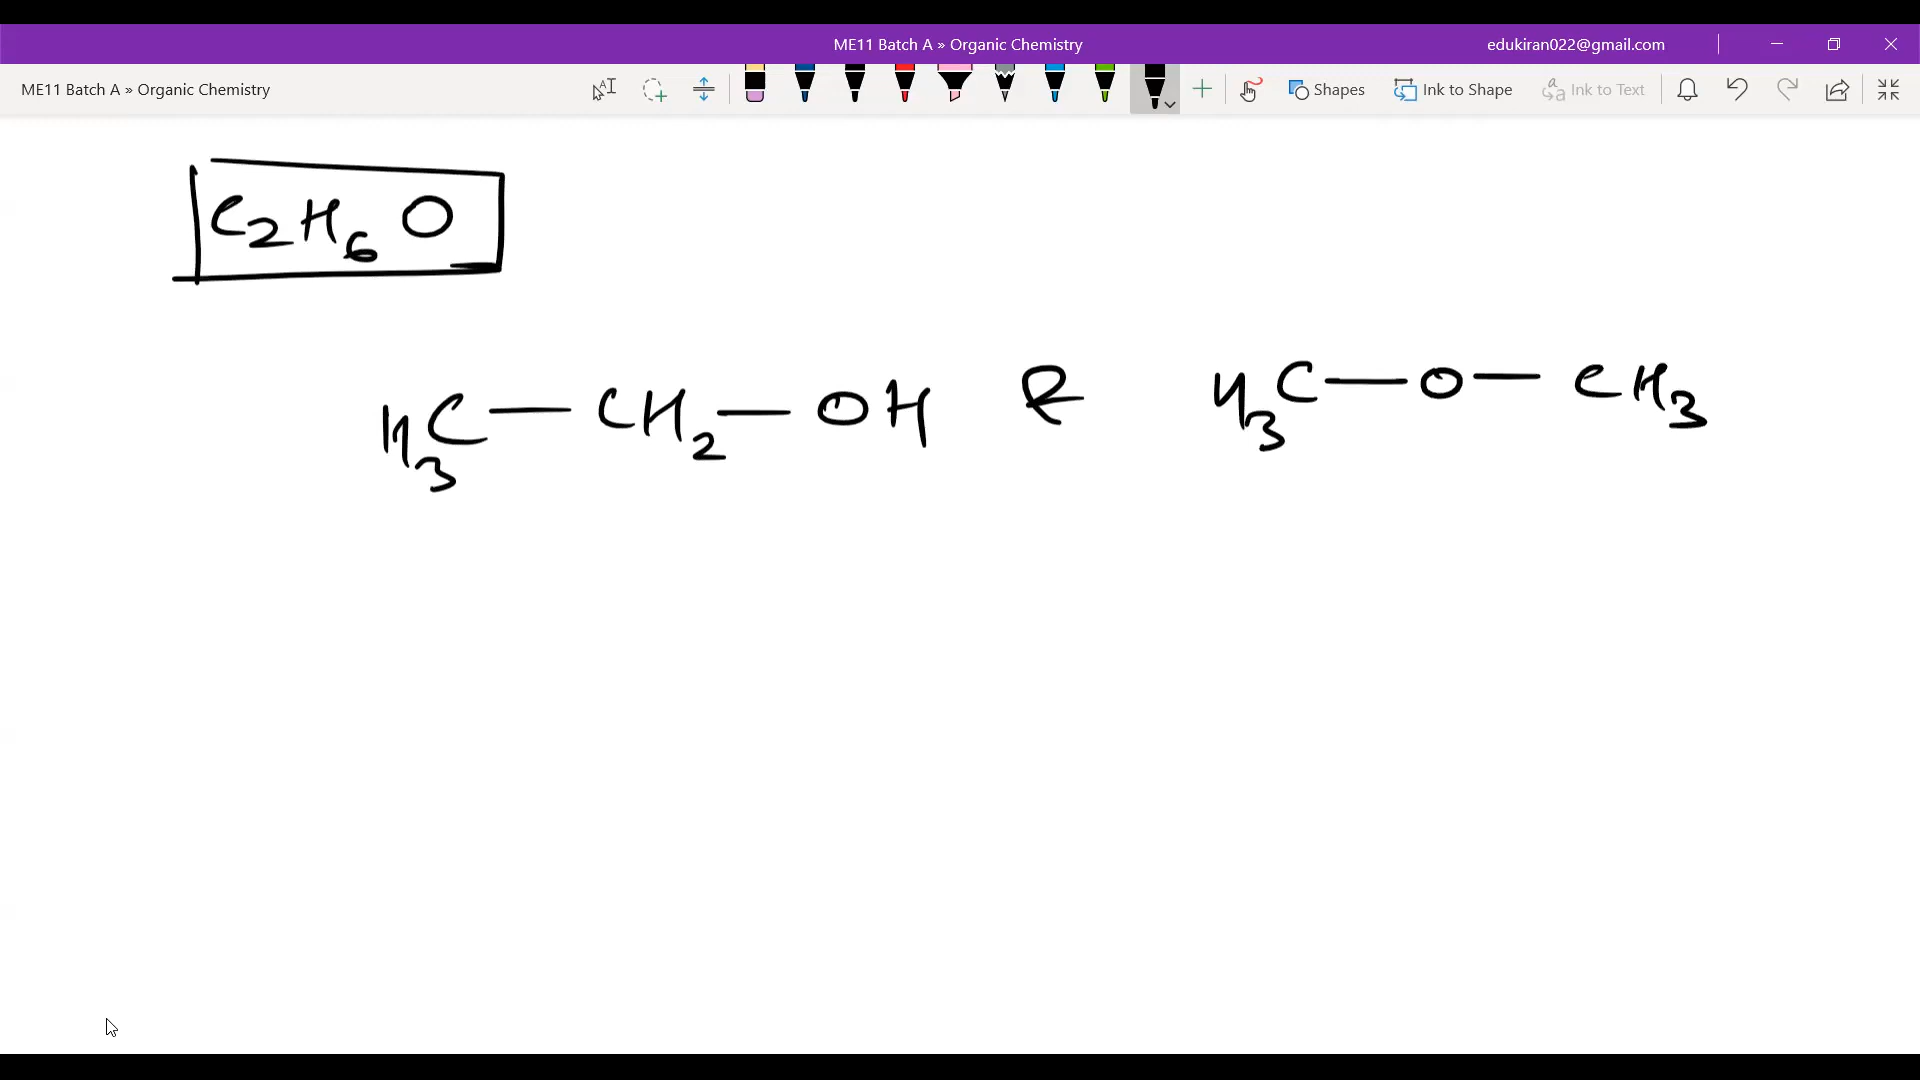 ME11 Batch A » Organic Chemistry
edukiran022@gmail.com
ME11 Batch A » Organic Chemistry
Shapes
Ink to Shape
Ink to Text
C₂H₆O
H₃C—CH₂—OH & H₃C—O—CH₃